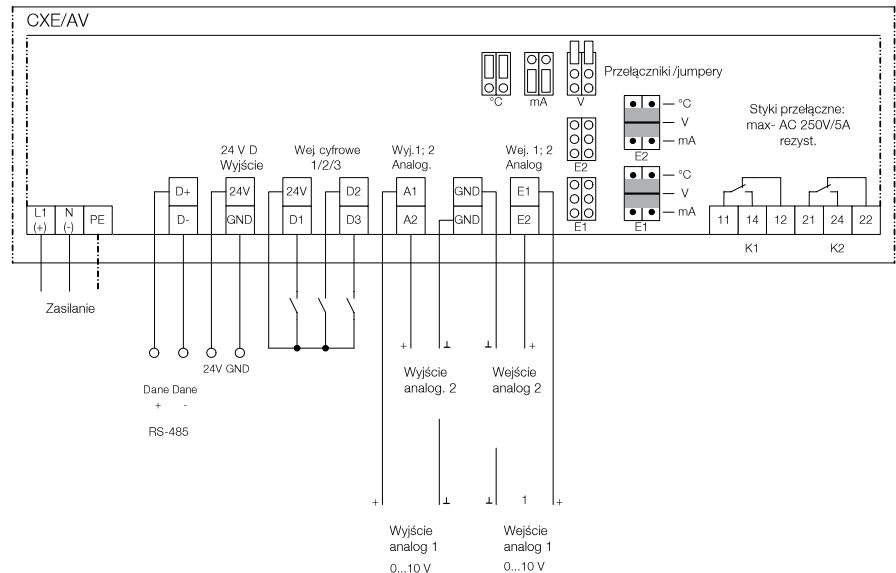 CXE/AV
Przełączniki /jumpery
°C mA V
°C
V
mA
E2
Styki przełączne:
max- AC 250V/5A
rezyst.
24 V D
Wyjście
Wej. cyfrowe
1/2/3
Wyj.1; 2
Analog.
Wej. 1; 2
Analog
E2
°C
V
mA
E1
E1
L1
(+)
N
(-)
PE
D+
D-
24V
GND
24V
D1
D2
D3
A1
A2
GND
GND
E1
E2
11 14 12 21 24 22
K1 K2
Zasilanie
24V GND
Dane Dane
+ -
RS-485
+ ⊥ ⊥ +
Wyjście
analog. 2
Wejście
analog 2
+ ⊥ ⊥ 1 +
Wyjście
analog 1
0...10 V
Wejście
analog 1
0...10 V